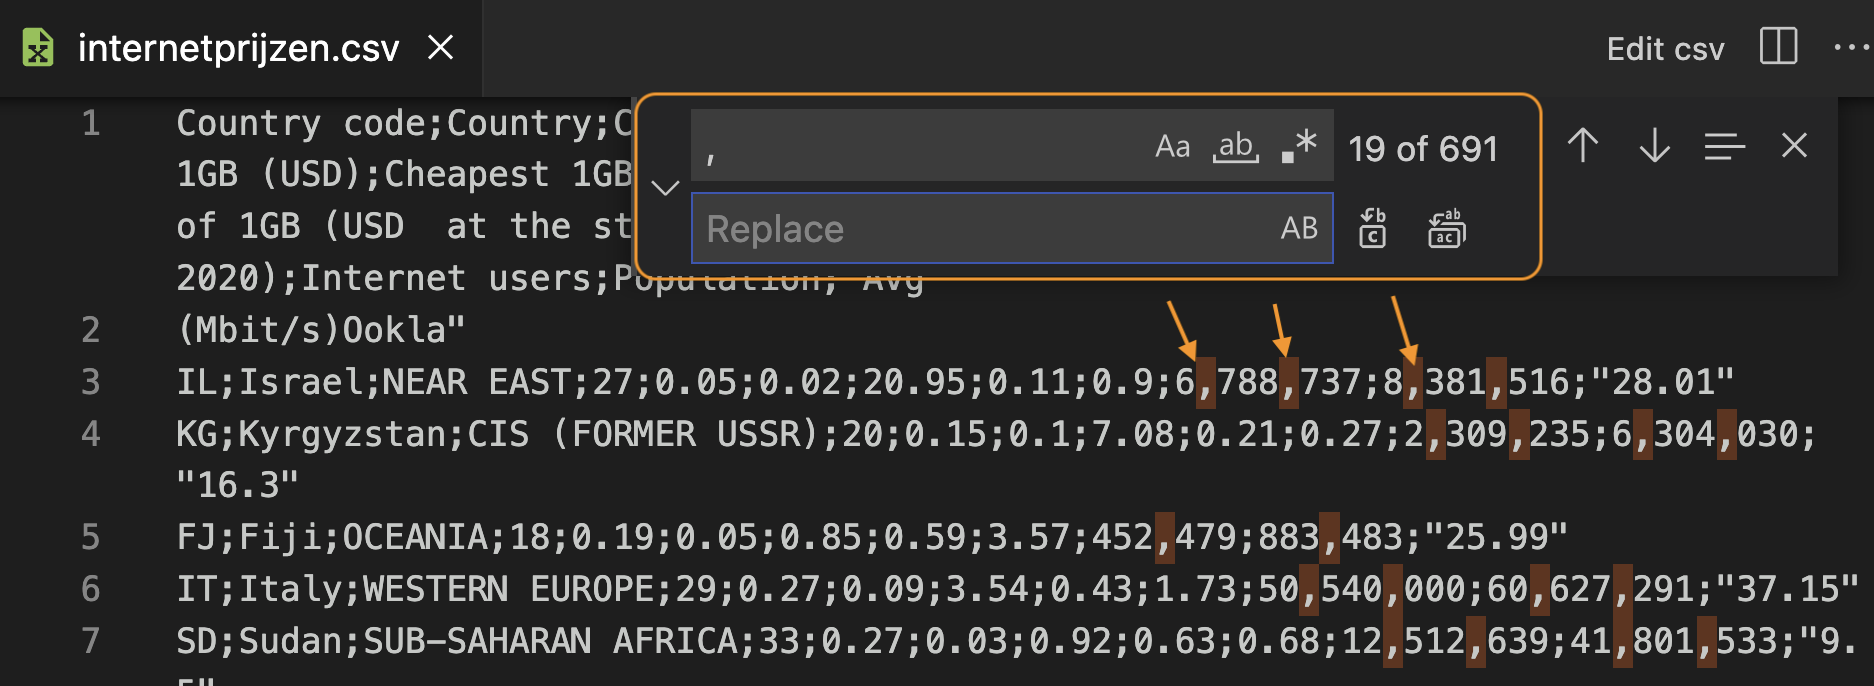 internetprijzen.csv
Edit csv
,
Aa ab .*
19 of 691
Replace
AB
1 Country code;Country;C
1GB (USD);Cheapest 1GB
of 1GB (USD  at the st
2020);Internet users;Population; Avg
2 (Mbit/s)Ookla"
3 IL;Israel;NEAR EAST;27;0.05;0.02;20.95;0.11;0.9;6,788,737;8,381,516;"28.01"
4 KG;Kyrgyzstan;CIS (FORMER USSR);20;0.15;0.1;7.08;0.21;0.27;2,309,235;6,304,030;
"16.3"
5 FJ;Fiji;OCEANIA;18;0.19;0.05;0.85;0.59;3.57;452,479;883,483;"25.99"
6 IT;Italy;WESTERN EUROPE;29;0.27;0.09;3.54;0.43;1.73;50,540,000;60,627,291;"37.15"
7 SD;Sudan;SUB-SAHARAN AFRICA;33;0.27;0.03;0.92;0.63;0.68;12,512,639;41,801,533;"9.